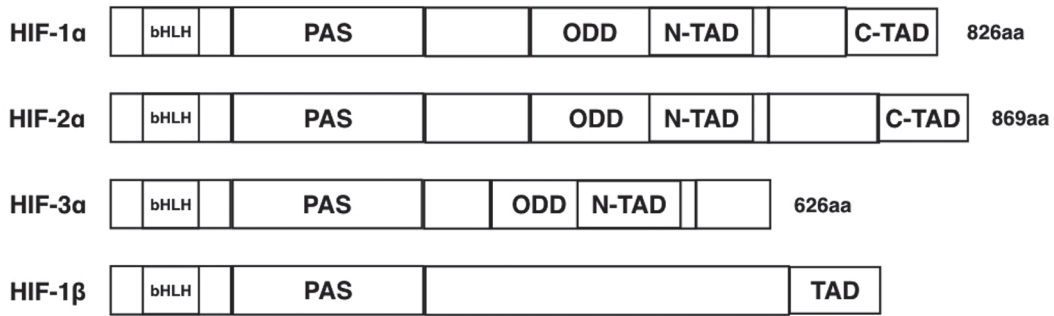 HIF-1α bHLH PAS ODD N-TAD C-TAD 826aa
HIF-2α bHLH PAS ODD N-TAD C-TAD 869aa
HIF-3α bHLH PAS ODD N-TAD 626aa
HIF-1β bHLH PAS TAD